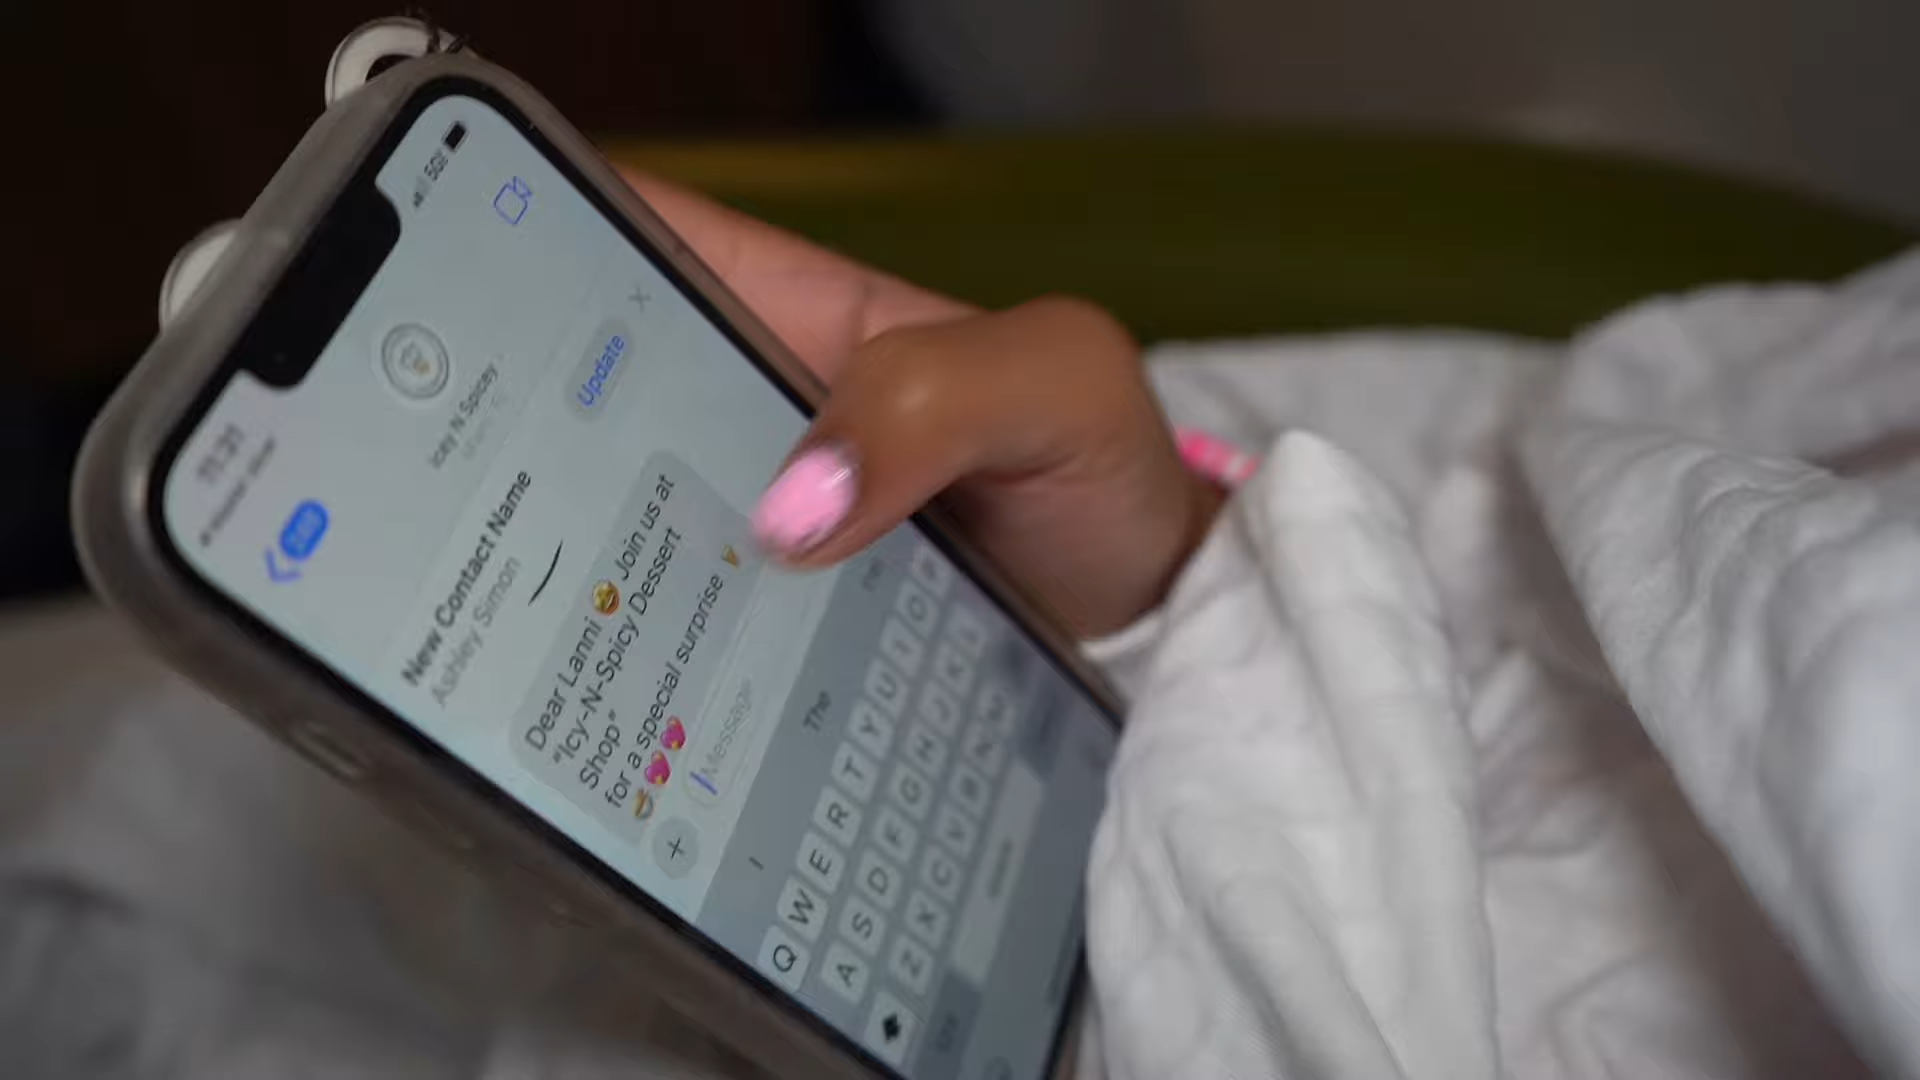 5G
Icey N Spicey
Update
New Contact Name
Ashley Simon
Dear Lanni 😄 Join us at
"Icy-N-Spicy Dessert
Shop"
for a special surprise 🍦
💖💖
Message
I The
Q W E R T Y U I O P
A S D F G H J K L
Z X C V B N M